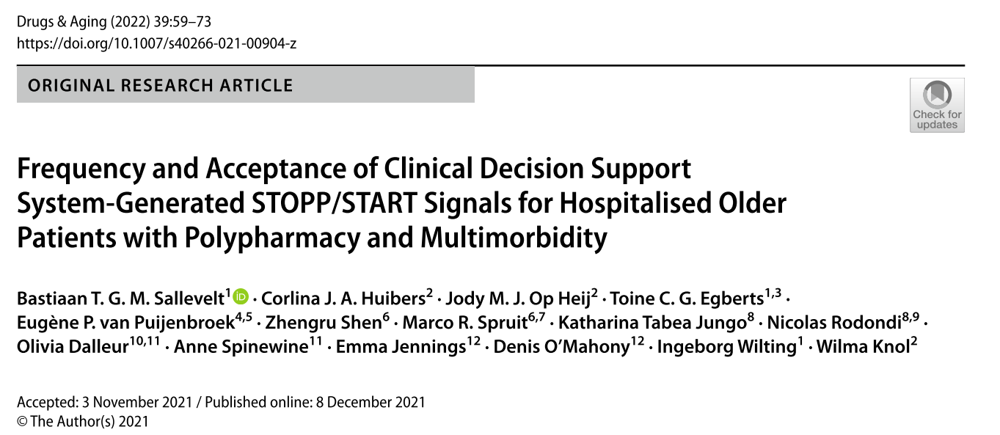 Drugs & Aging (2022) 39:59–73
https://doi.org/10.1007/s40266-021-00904-z
ORIGINAL RESEARCH ARTICLE
Check for
updates
Frequency and Acceptance of Clinical Decision Support
System-Generated STOPP/START Signals for Hospitalised Older
Patients with Polypharmacy and Multimorbidity
Bastiaan T. G. M. Sallevelt1 iD · Corlina J. A. Huibers2 · Jody M. J. Op Heij2 · Toine C. G. Egberts1,3 ·
Eugène P. van Puijenbroek4,5 · Zhengru Shen6 · Marco R. Spruit6,7 · Katharina Tabea Jungo8 · Nicolas Rodondi8,9 ·
Olivia Dalleur10,11 · Anne Spinewine11 · Emma Jennings12 · Denis O’Mahony12 · Ingeborg Wilting1 · Wilma Knol2
Accepted: 3 November 2021 / Published online: 8 December 2021
© The Author(s) 2021